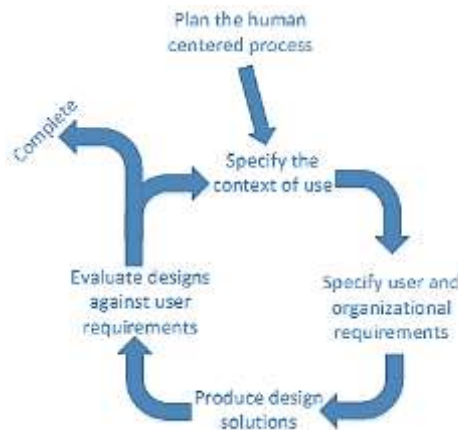 Plan the human
centered process
Complete
Specify the
context of use
Evaluate designs
against user
requirements
Specify user and
organizational
requirements
Produce design
solutions